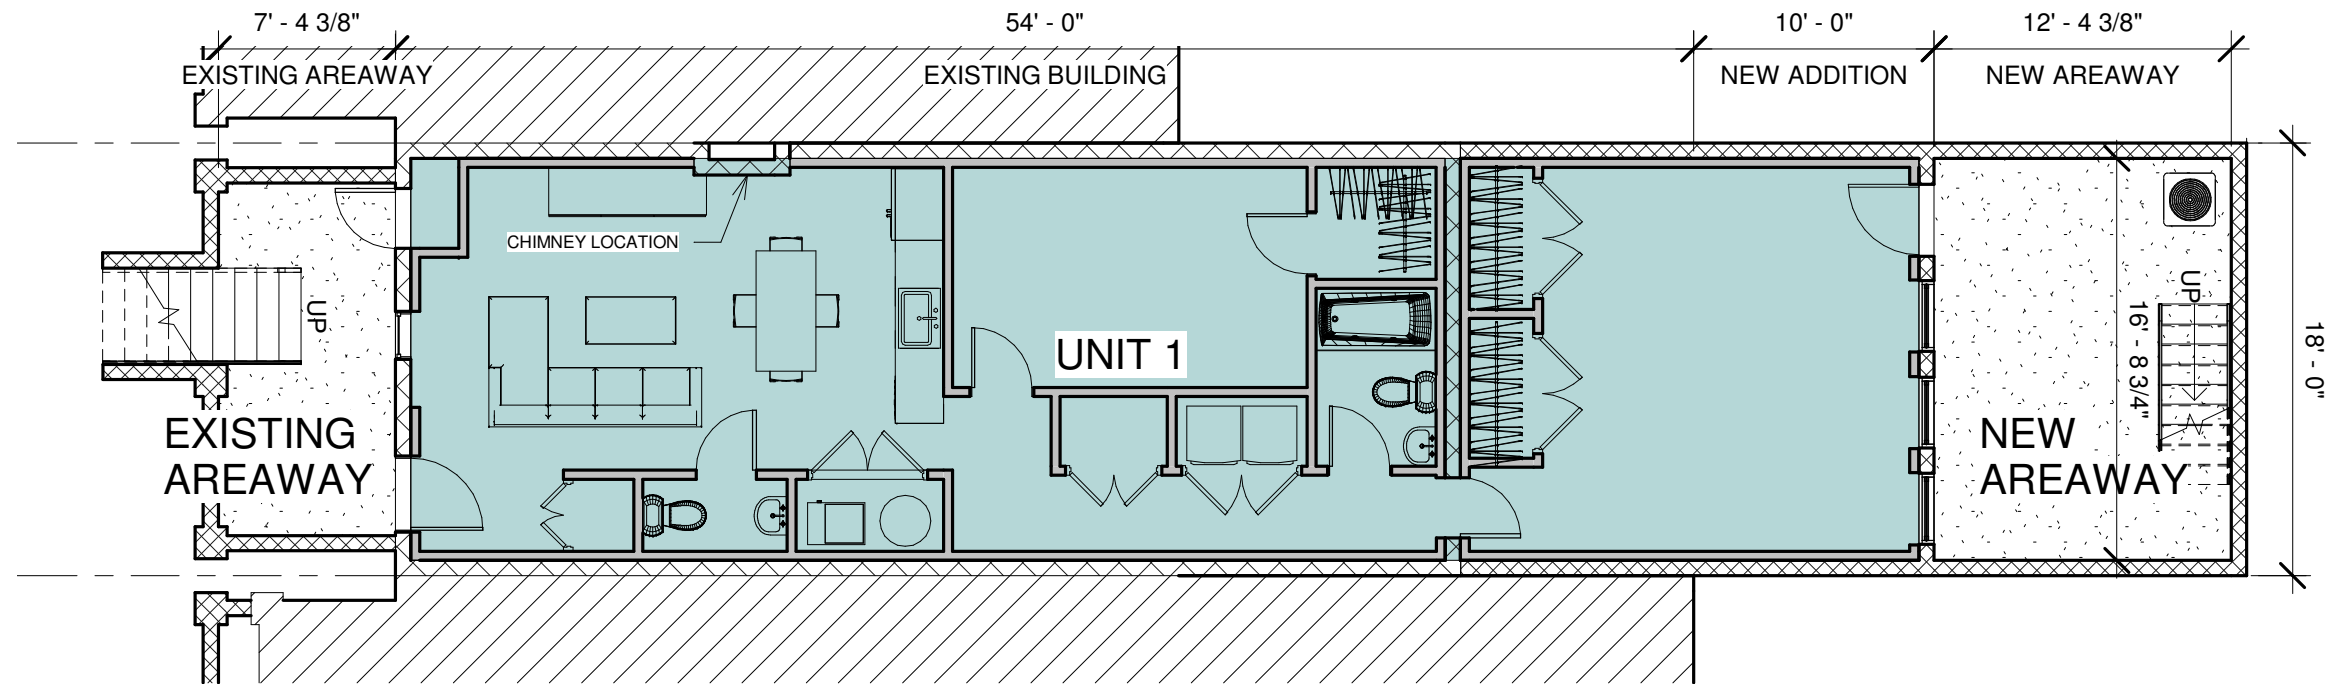 7' - 4 3/8"
54' - 0"
10' - 0"
12' - 4 3/8"
EXISTING AREAWAY
EXISTING BUILDING
NEW ADDITION
NEW AREAWAY
CHIMNEY LOCATION
UP
UP
16' - 8 3/4"
18' - 0"
UNIT 1
EXISTING
AREAWAY
NEW
AREAWAY